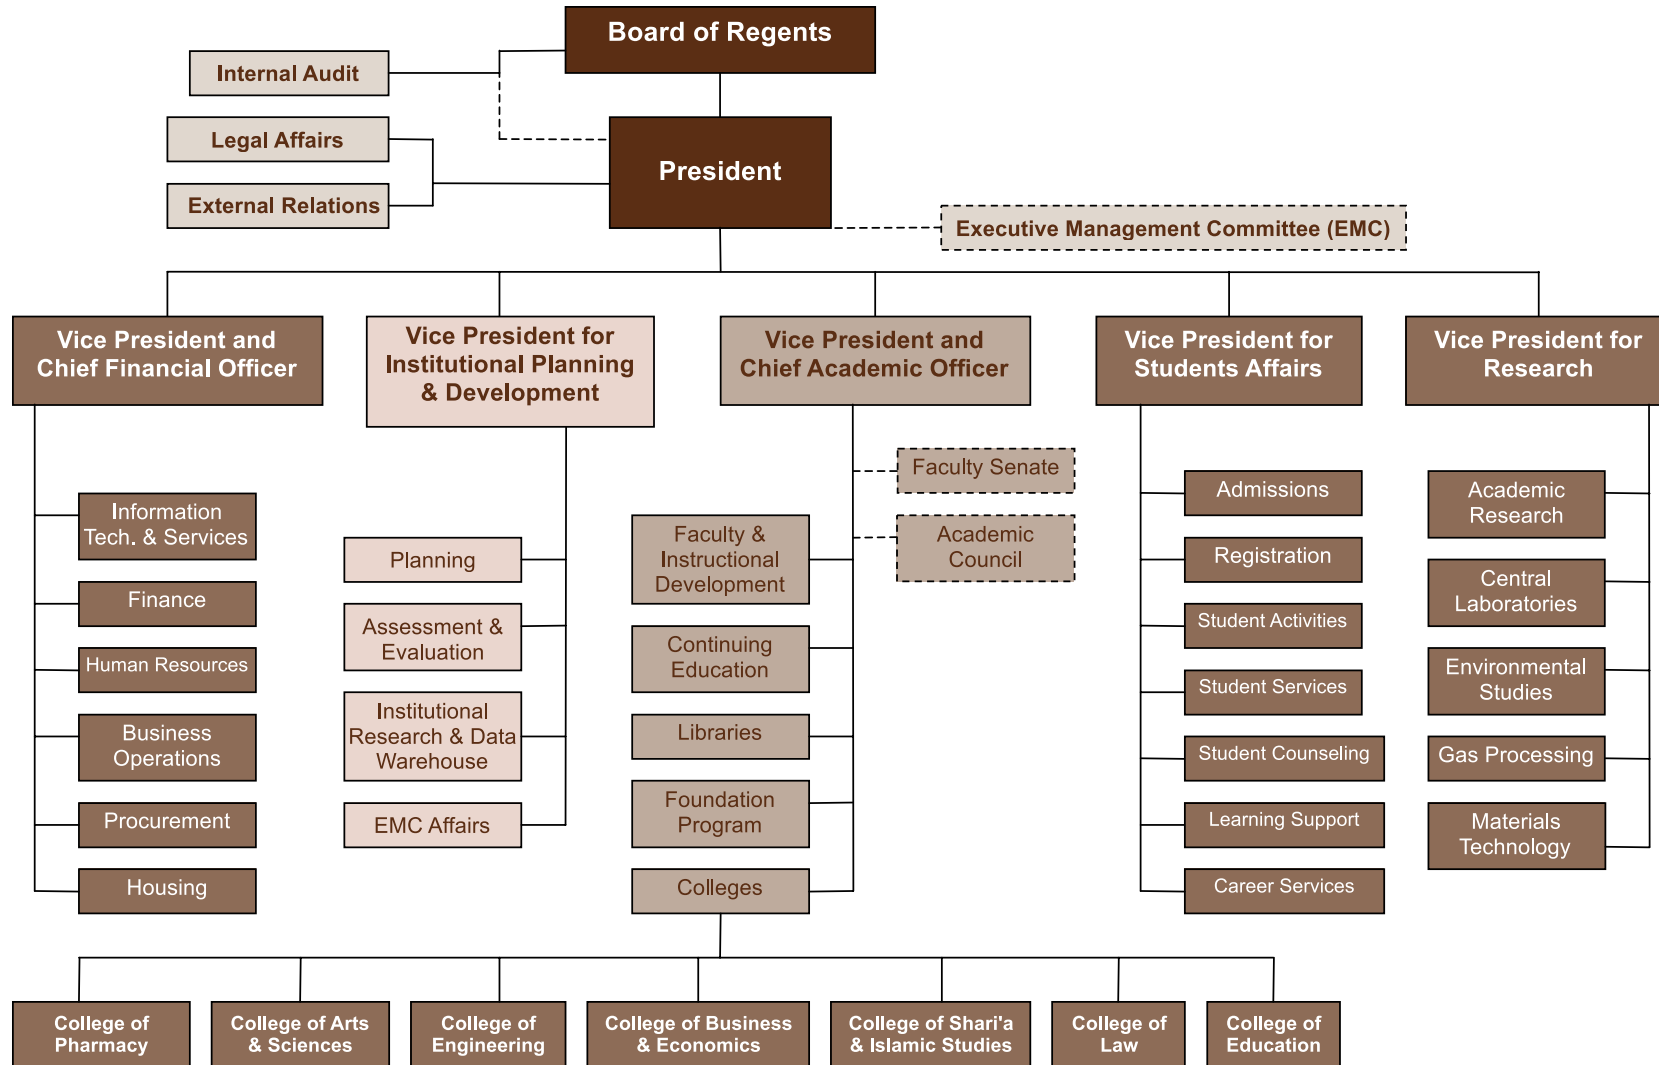 Board of Regents
Internal Audit
Legal Affairs
President
External Relations
Executive Management Committee (EMC)
Vice President and
Chief Financial Officer
Vice President for
Institutional Planning
& Development
Vice President and
Chief Academic Officer
Vice President for
Students Affairs
Vice President for
Research
Information
Tech. & Services
Finance
Human Resources
Business
Operations
Procurement
Housing
Planning
Assessment &
Evaluation
Institutional
Research & Data
Warehouse
EMC Affairs
Faculty Senate
Academic
Council
Faculty &
Instructional
Development
Continuing
Education
Libraries
Foundation
Program
Colleges
Admissions
Registration
Student Activities
Student Services
Student Counseling
Learning Support
Career Services
Academic
Research
Central
Laboratories
Environmental
Studies
Gas Processing
Materials
Technology
College of
Pharmacy
College of Arts
& Sciences
College of
Engineering
College of Business
& Economics
College of Shari'a
& Islamic Studies
College of
Law
College of
Education